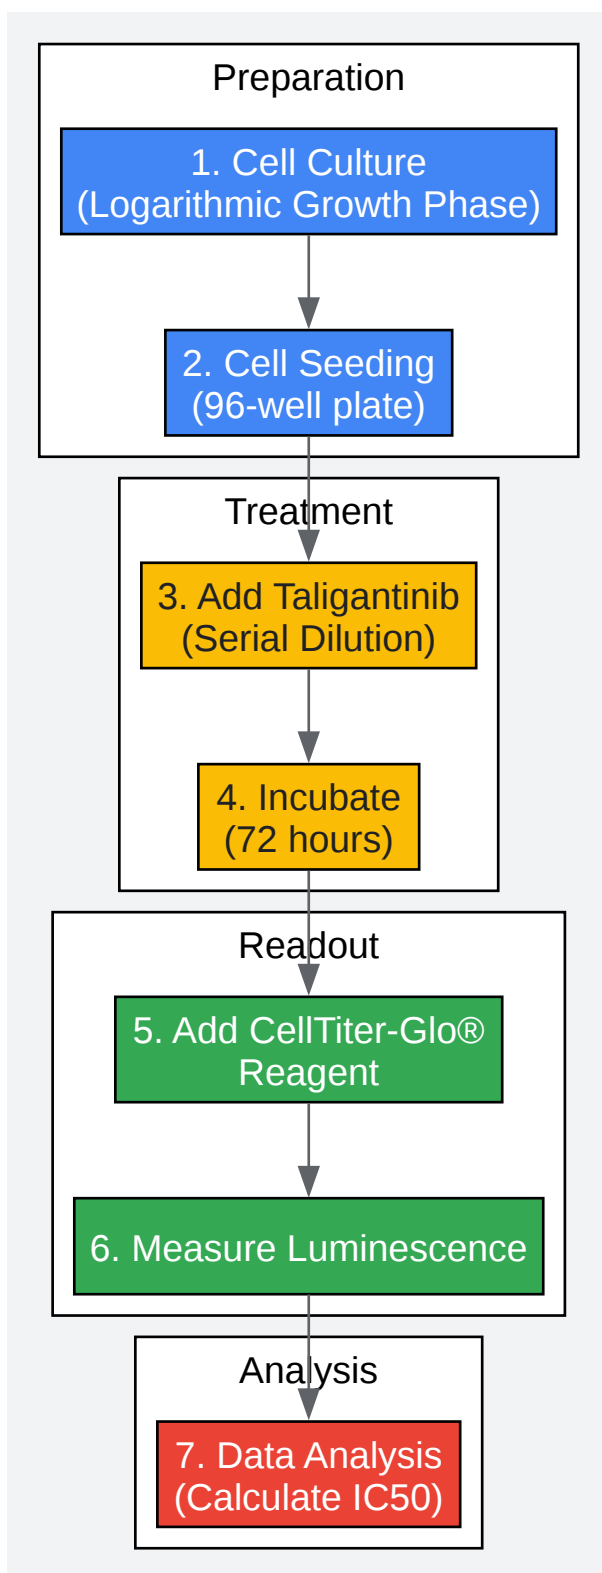 Preparation
1. Cell Culture
(Logarithmic Growth Phase)
2. Cell Seeding
(96-well plate)
Treatment
3. Add Taligantinib
(Serial Dilution)
4. Incubate
(72 hours)
Readout
5. Add CellTiter-Glo®
Reagent
6. Measure Luminescence
Analysis
7. Data Analysis
(Calculate IC50)